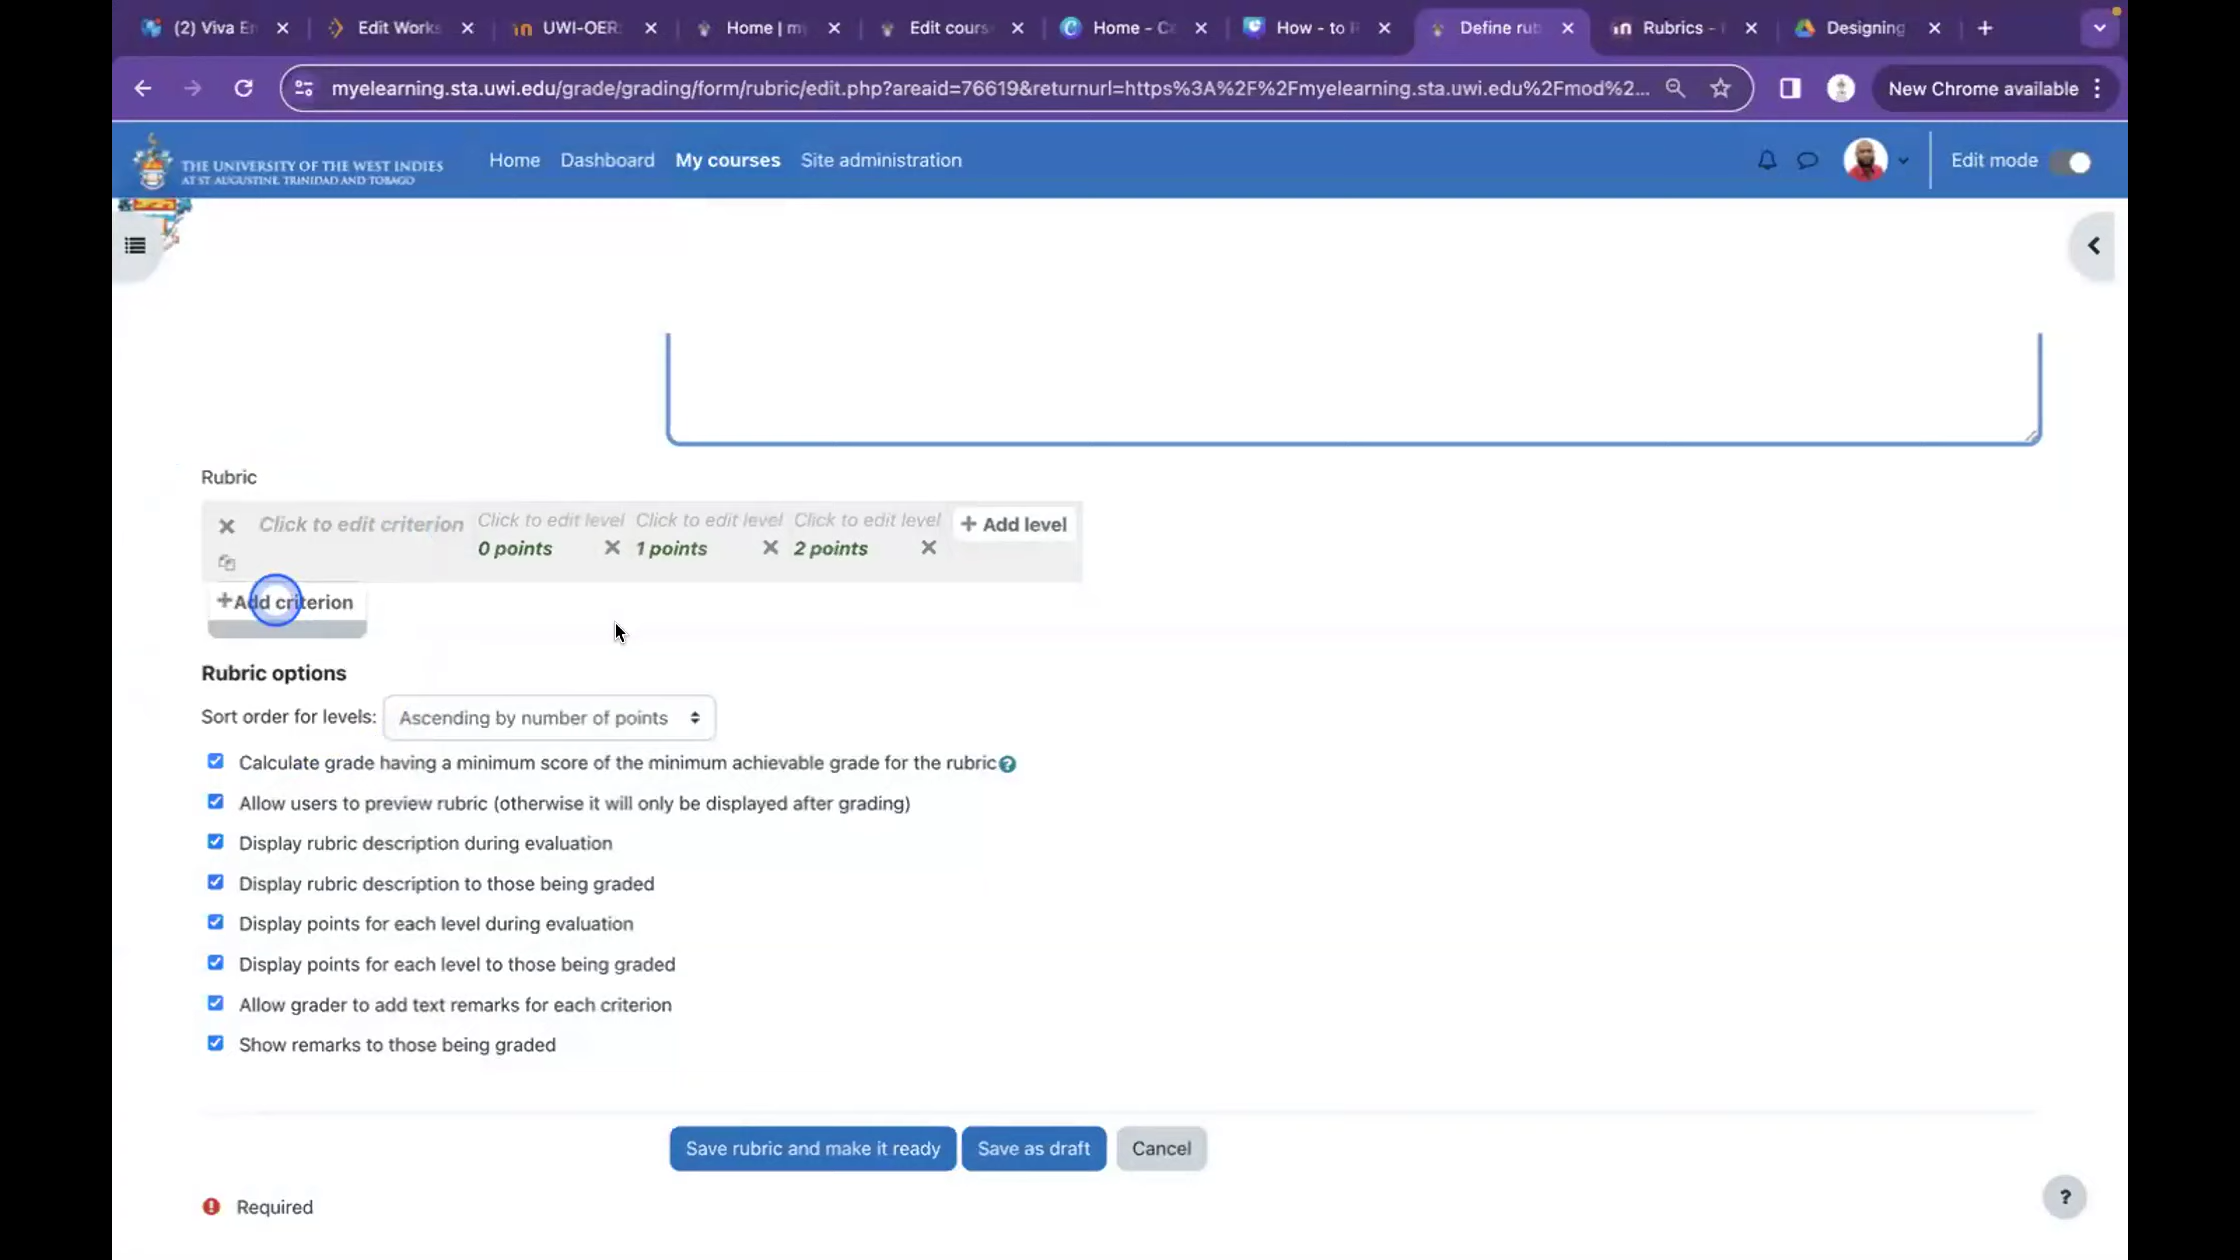 (2) Viva En
Edit Works
UWI-OER:
Home | m
Edit cours
Home - Ca
How - to
Define rub
Rubrics -
Designing
myelearning.sta.uwi.edu/grade/grading/form/rubric/edit.php?areaid=76619&returnurl=https%3A%2F%2Fmyelearning.sta.uwi.edu%2Fmod%2...
New Chrome available
THE UNIVERSITY OF THE WEST INDIES
AT ST. AUGUSTINE, TRINIDAD AND TOBAGO
Home
Dashboard
My courses
Site administration
Edit mode
Rubric
Click to edit criterion
Click to edit level
Click to edit level
Click to edit level
+ Add level
0 points
1 points
2 points
+Add criterion
Rubric options
Sort order for levels: Ascending by number of points
Calculate grade having a minimum score of the minimum achievable grade for the rubric
Allow users to preview rubric (otherwise it will only be displayed after grading)
Display rubric description during evaluation
Display rubric description to those being graded
Display points for each level during evaluation
Display points for each level to those being graded
Allow grader to add text remarks for each criterion
Show remarks to those being graded
Save rubric and make it ready
Save as draft
Cancel
Required
?